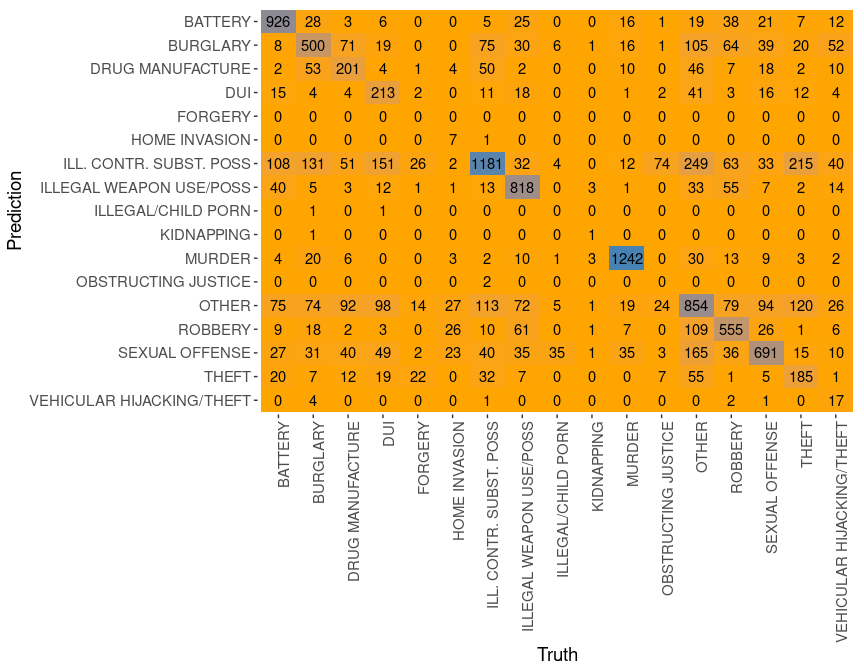 BATTERY 926 28 3 6 0 0 5 25 0 0 16 1 19 38 21 7 12
BURGLARY 8 500 71 19 0 0 75 30 6 1 16 1 105 64 39 20 52
DRUG MANUFACTURE 2 53 201 4 1 4 50 2 0 0 10 0 46 7 18 2 10
DUI 15 4 4 213 2 0 11 18 0 0 1 2 41 3 16 12 4
FORGERY 0 0 0 0 0 0 0 0 0 0 0 0 0 0 0 0 0
HOME INVASION 0 0 0 0 0 7 1 0 0 0 0 0 0 0 0 0 0
ILL. CONTR. SUBST. POSS 108 131 51 151 26 2 1181 32 4 0 12 74 249 63 33 215 40
ILLEGAL WEAPON USE/POSS 40 5 3 12 1 1 13 818 0 3 1 0 33 55 7 2 14
ILLEGAL/CHILD PORN 0 1 0 1 0 0 0 0 0 0 0 0 0 0 0 0 0
KIDNAPPING 0 1 0 0 0 0 0 0 0 1 0 0 0 0 0 0 0
MURDER 4 20 6 0 0 3 2 10 1 3 1242 0 30 13 9 3 2
OBSTRUCTING JUSTICE 0 0 0 0 0 0 2 0 0 0 0 0 0 0 0 0 0
OTHER 75 74 92 98 14 27 113 72 5 1 19 24 854 79 94 120 26
ROBBERY 9 18 2 3 0 26 10 61 0 1 7 0 109 555 26 1 6
SEXUAL OFFENSE 27 31 40 49 2 23 40 35 35 1 35 3 165 36 691 15 10
THEFT 20 7 12 19 22 0 32 7 0 0 0 7 55 1 5 185 1
VEHICULAR HIJACKING/THEFT 0 4 0 0 0 0 1 0 0 0 0 0 0 2 1 0 17
Prediction
BATTERY
BURGLARY
DRUG MANUFACTURE
DUI
FORGERY
HOME INVASION
ILL. CONTR. SUBST. POSS
ILLEGAL WEAPON USE/POSS
ILLEGAL/CHILD PORN
KIDNAPPING
MURDER
OBSTRUCTING JUSTICE
OTHER
ROBBERY
SEXUAL OFFENSE
THEFT
VEHICULAR HIJACKING/THEFT
Truth